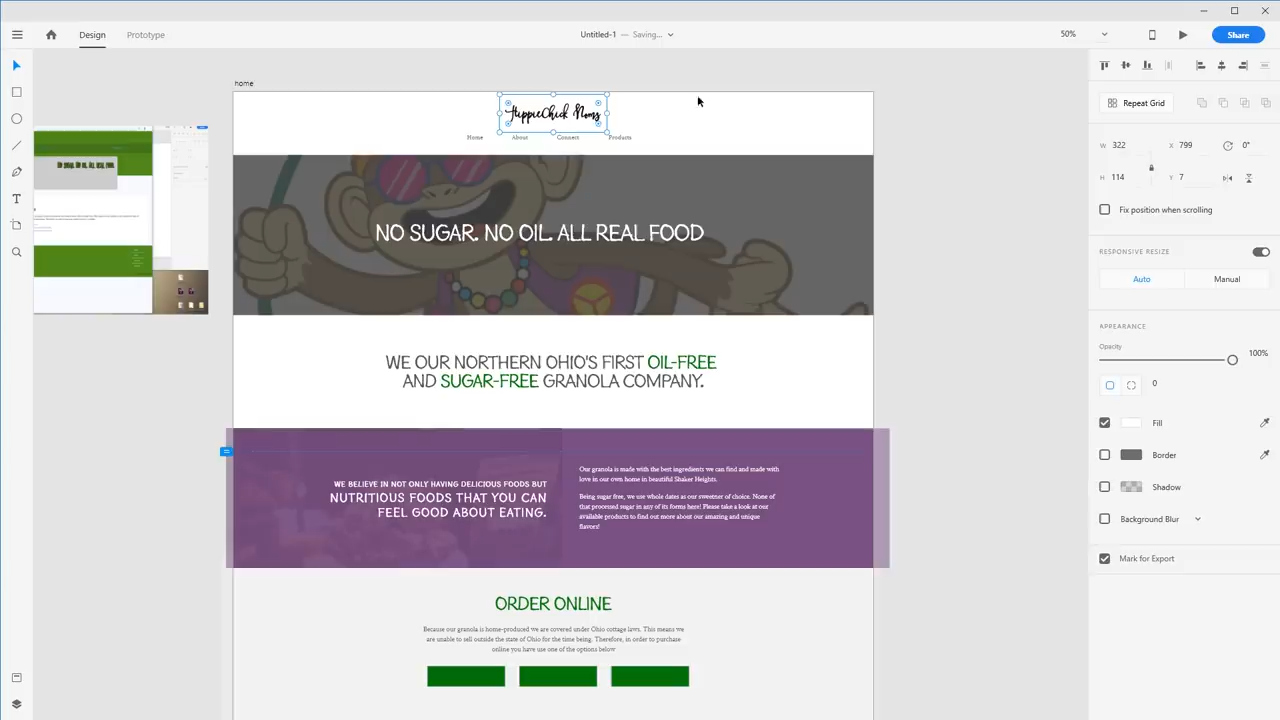 Design
Prototype
Untitled-1 — Saving...
50%
Share
home
HippieChick Noms
Home
About
Connect
Products
NO SUGAR. NO OIL. ALL REAL FOOD
NO SUGAR. NO OIL. ALL REAL FOOD
WE OUR NORTHERN OHIO'S FIRST OIL-FREE
AND SUGAR-FREE GRANOLA COMPANY.
WE BELIEVE IN NOT ONLY HAVING DELICIOUS FOODS BUT
NUTRITIOUS FOODS THAT YOU CAN
FEEL GOOD ABOUT EATING.
Our granola is made with the best ingredients we can find and made with
love in our own home in beautiful Shaker Heights.
Being sugar free, we use whole dates as our sweetner of choice. None of
that processed sugar in any of its forms here! Please take a look at our
available products to find out more about our amazing and unique
flavors!
ORDER ONLINE
Because our granola is home-produced we are covered under Ohio cottage laws. This means we
are unable to sell outside the state of Ohio for the time being. Therefore, in order to purchase
online you have use one of the options below
Repeat Grid
W 322
X 799
0°
H 114
Y 7
Fix position when scrolling
RESPONSIVE RESIZE
Auto
Manual
APPEARANCE
Opacity
100%
0
Fill
Border
Shadow
Background Blur
Mark for Export